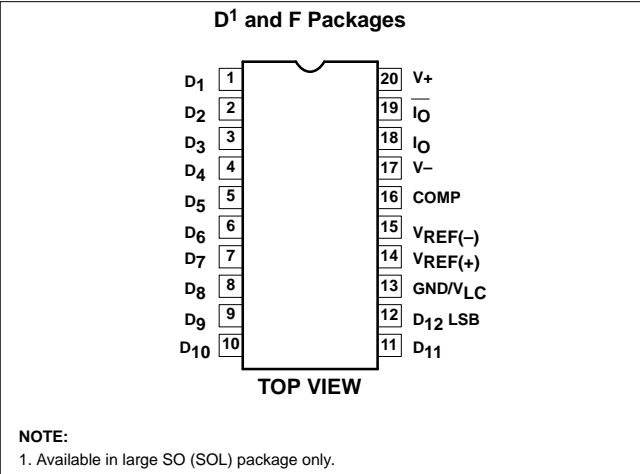 D1 and F Packages
D1 1 20 V+
D2 2 19 I̅O̅
D3 3 18 IO
D4 4 17 V–
D5 5 16 COMP
D6 6 15 VREF(–)
D7 7 14 VREF(+)
D8 8 13 GND/VLC
D9 9 12 D12 LSB
D10 10 11 D11
TOP VIEW
NOTE:
1. Available in large SO (SOL) package only.